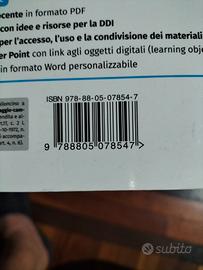 ocente in formato PDF
con idee e risorse per la DDI
per l'accesso, l'uso e la condivisione dei materiali
er Point con link agli oggetti digitali (learning obje
in formato Word personalizzabile
ISBN 978-88-05-07854-7
9 788805 078547 >
subito